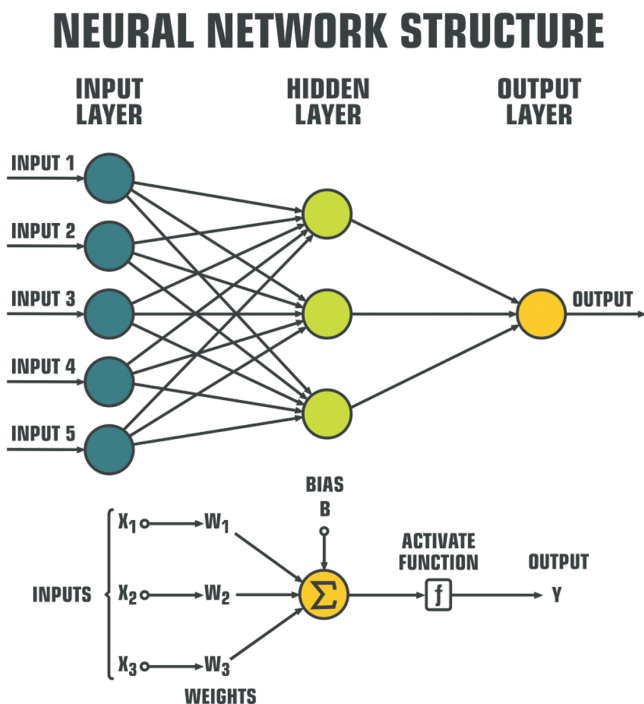 NEURAL NETWORK STRUCTURE
INPUT
LAYER
HIDDEN
LAYER
OUTPUT
LAYER
INPUT 1
INPUT 2
INPUT 3
INPUT 4
INPUT 5
OUTPUT
BIAS
B
X1 W1
ACTIVATE
FUNCTION
OUTPUT
INPUTS X2 W2 Σ f Y
X3 W3
WEIGHTS